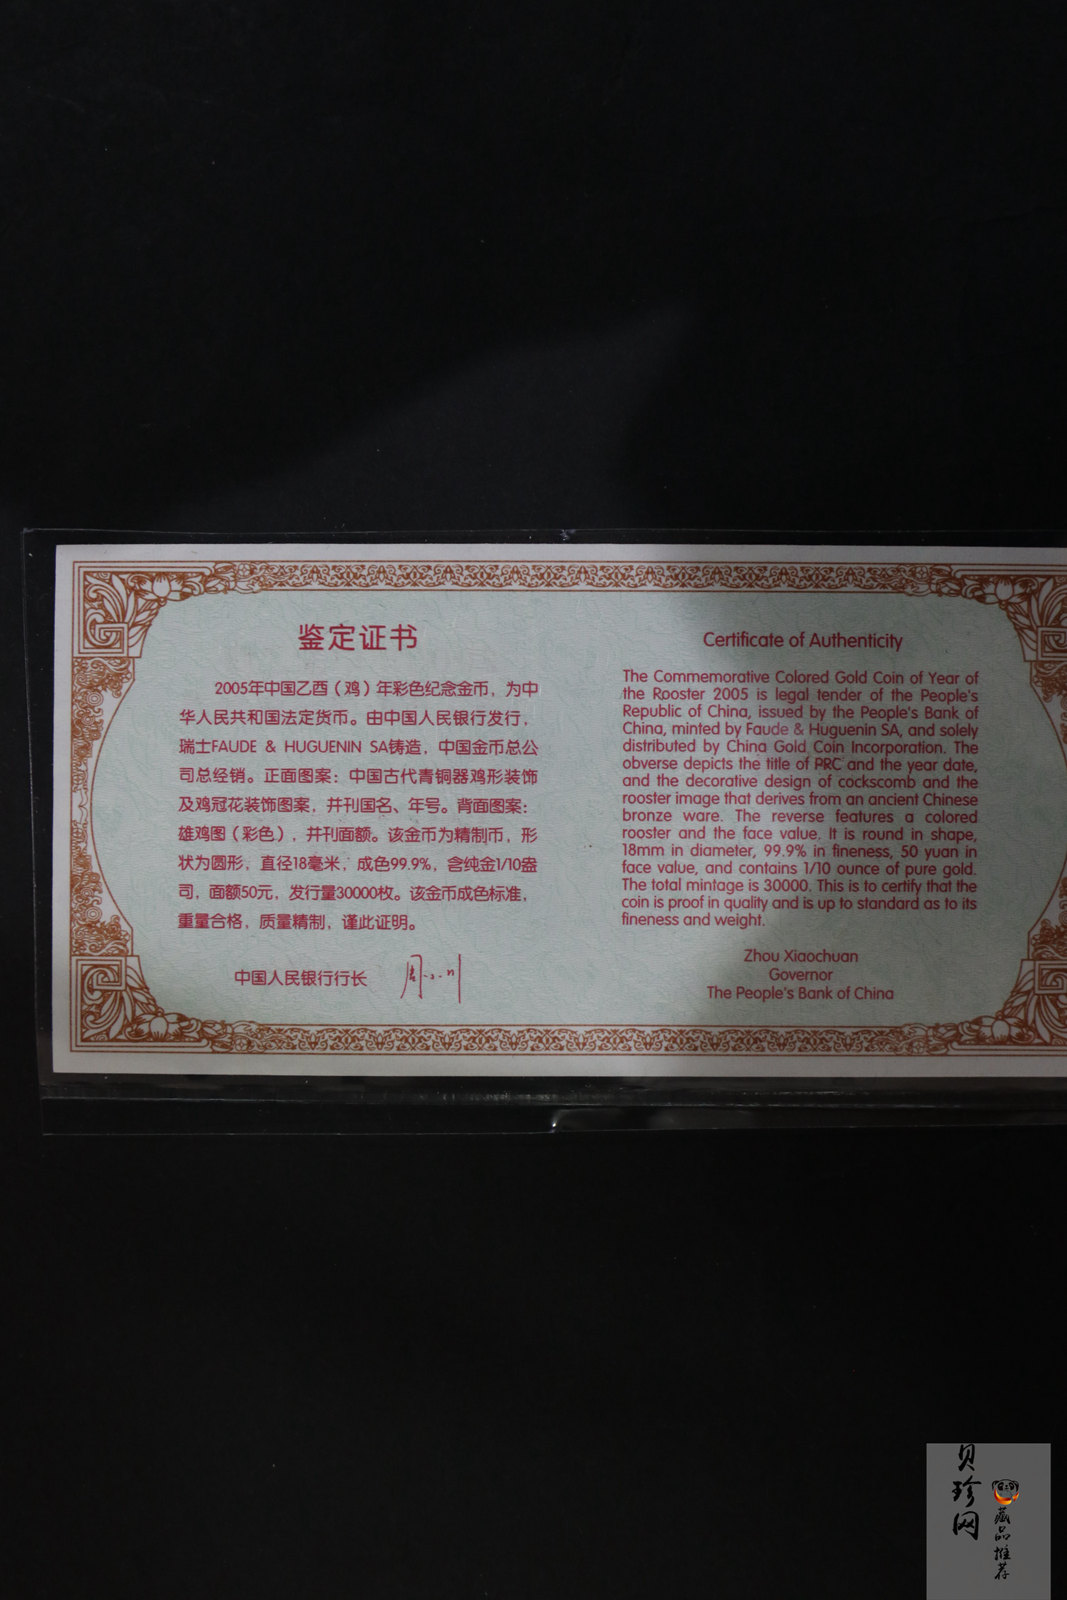 鉴定证书
2005年中国乙酉（鸡）年彩色纪念金币，为中
华人民共和国法定货币。由中国人民银行发行，
瑞士FAUDE & HUGUENIN SA铸造，中国金币总公
司总经销。正面图案：中国古代青铜器鸡形装饰
及鸡冠花装饰图案，并刊国名、年号。背面图案：
雄鸡图（彩色），并刊面额。该金币为精制币，形
状为圆形，直径18毫米，成色99.9%，含纯金1/10盎
司，面额50元，发行量30000枚。该金币成色标准，
重量合格，质量精制，谨此证明。
中国人民银行行长
Certificate of Authenticity
The Commemorative Colored Gold Coin of Year of
the Rooster 2005 is legal tender of the People's
Republic of China, issued by the People's Bank of
China, minted by Faude & Huguenin SA, and solely
distributed by China Gold Coin Incorporation. The
obverse depicts the title of PRC and the year date,
and the decorative design of cockscomb and the
rooster image that derives from an ancient Chinese
bronze ware. The reverse features a colored
rooster and the face value. It is round in shape,
18mm in diameter, 99.9% in fineness, 50 yuan in
face value, and contains 1/10 ounce of pure gold.
The total mintage is 30000. This is to certify that the
coin is proof in quality and is up to standard as to its
fineness and weight.
Zhou Xiaochuan
Governor
The People's Bank of China
贝珍网
藏品推荐